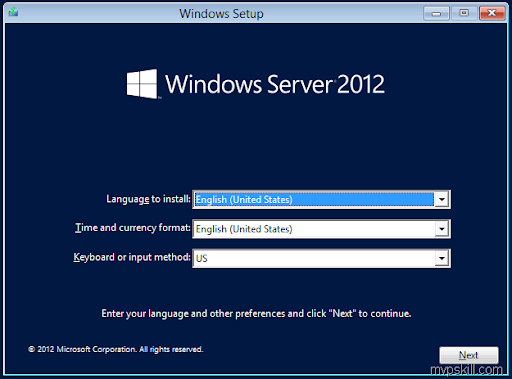 Windows Setup
Windows Server 2012
Language to install: English (United States)
Time and currency format: English (United States)
Keyboard or input method: US
Enter your language and other preferences and click "Next" to continue.
© 2012 Microsoft Corporation. All rights reserved.
Next
mvpskill.com